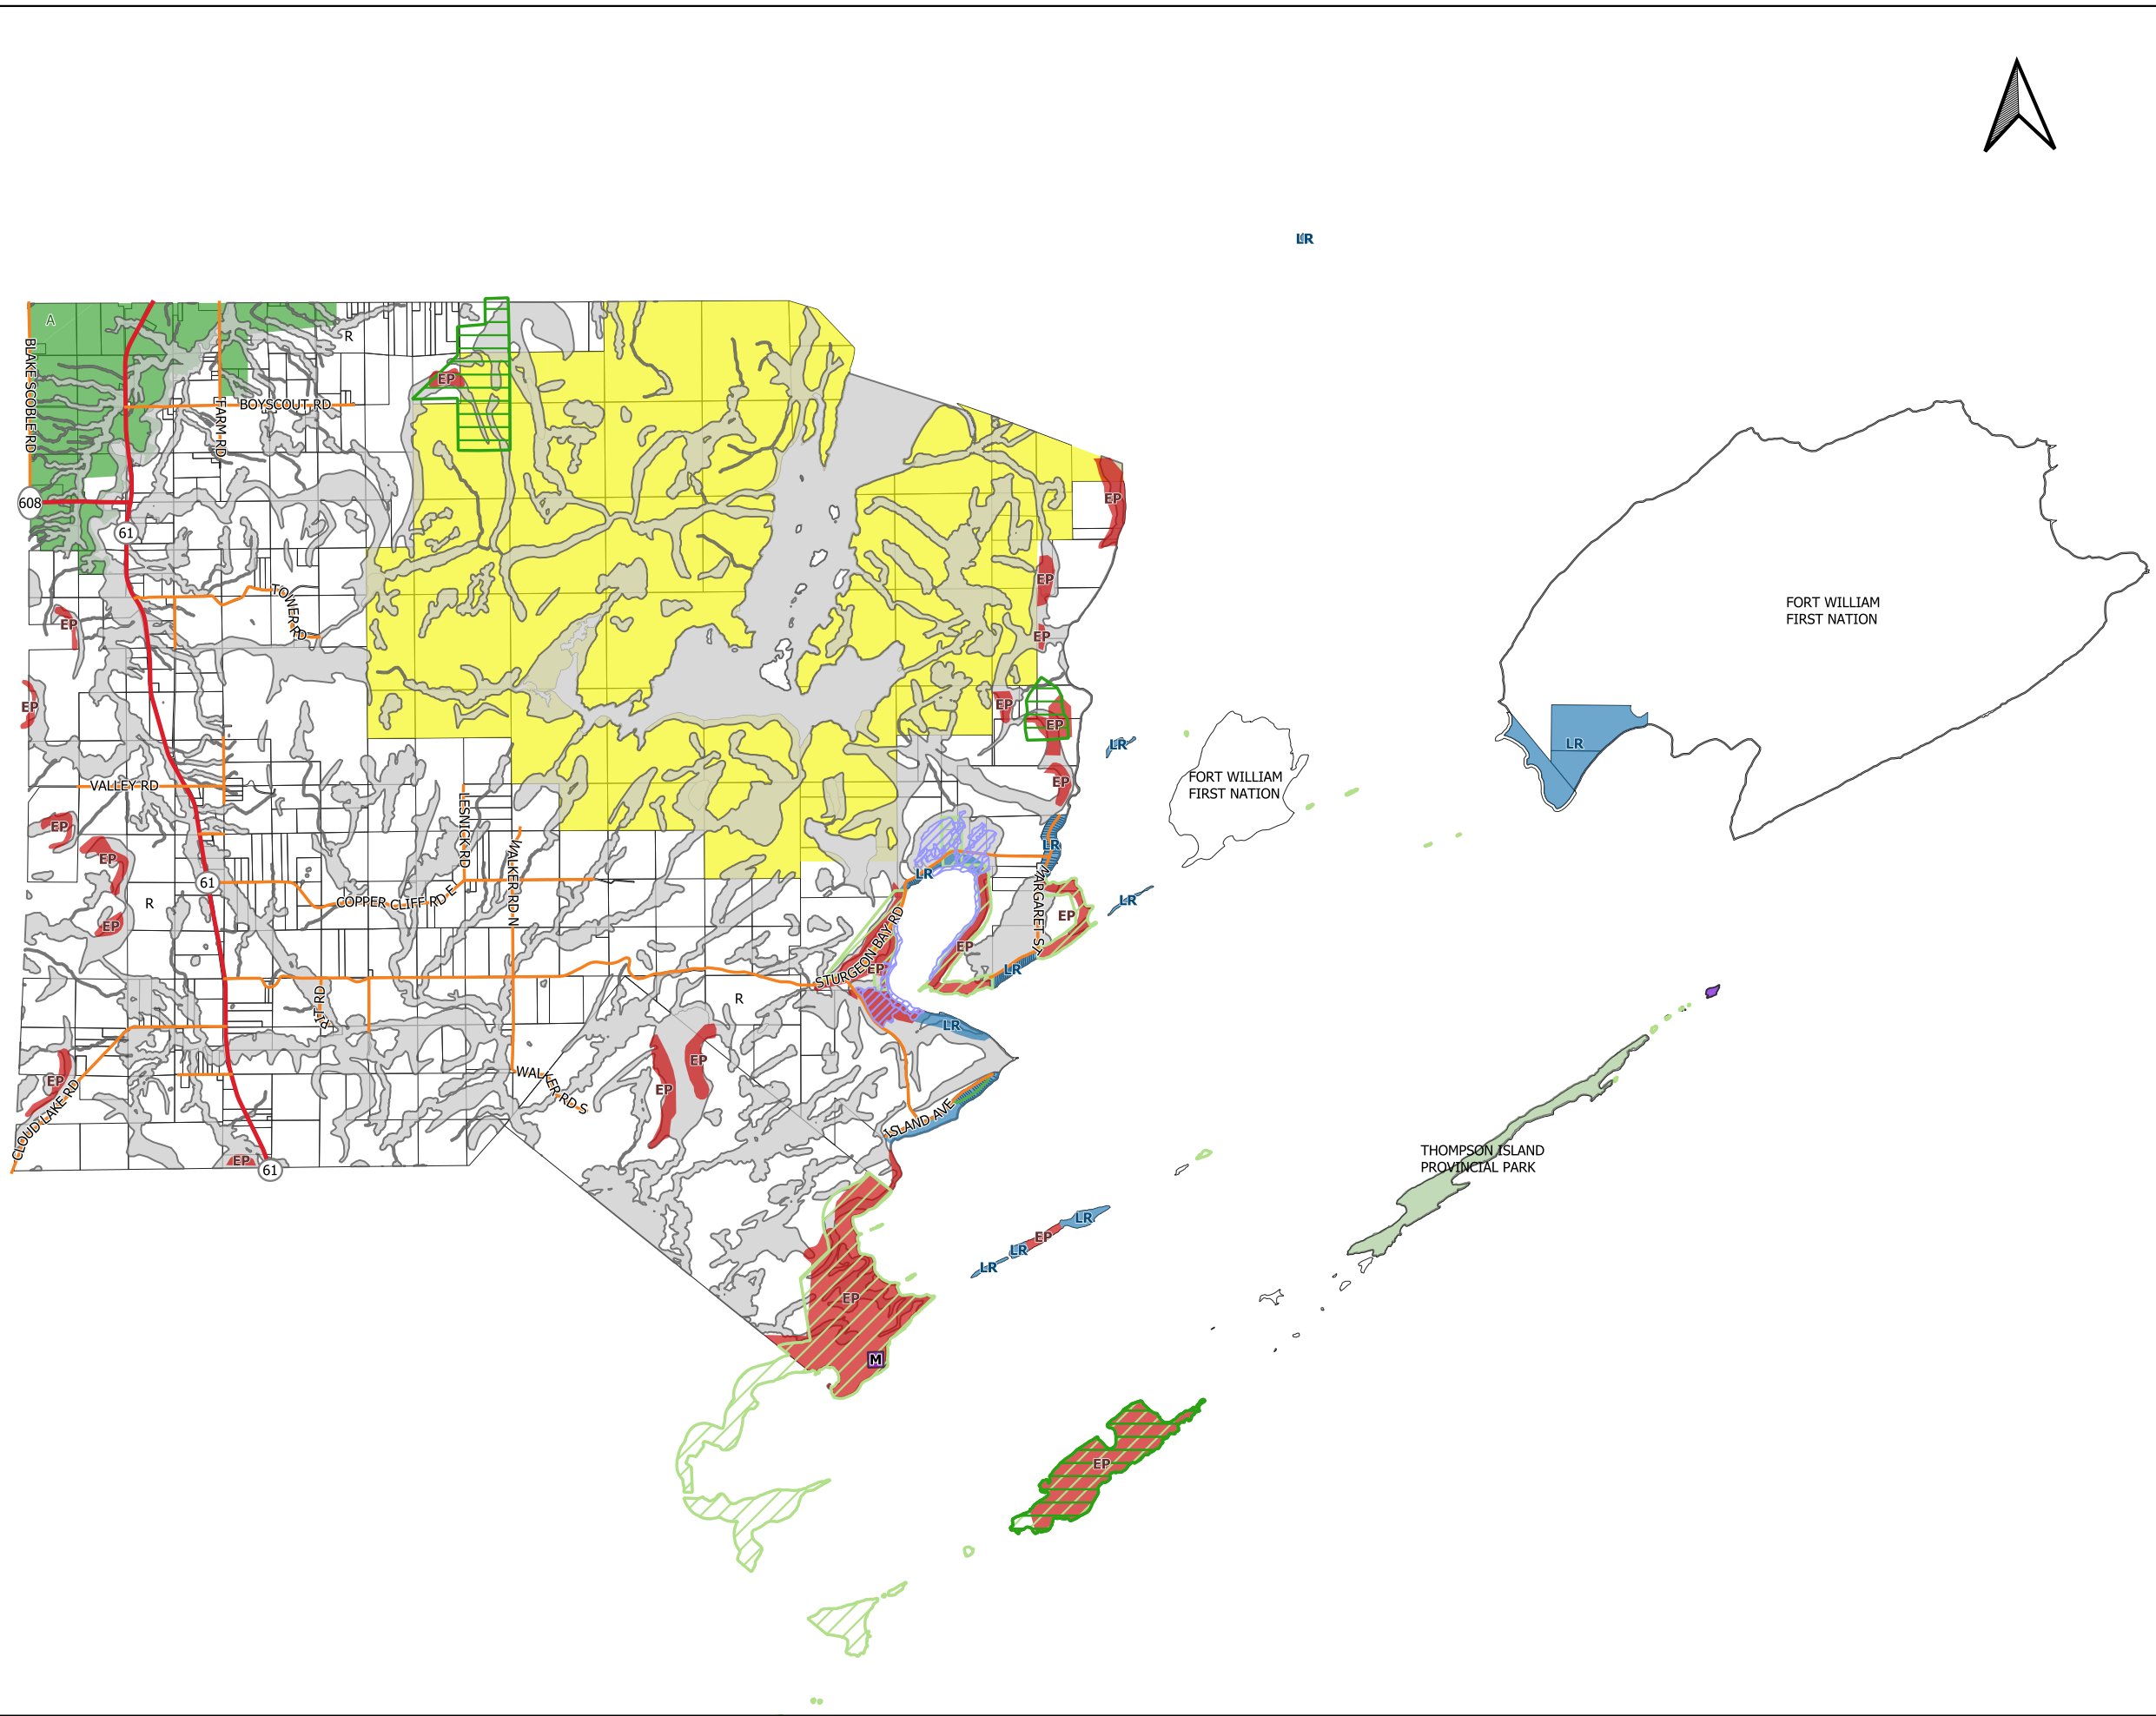 LR
A
R
BLAKE SCOBLE RD
EP
FARM RD
BOYSCOUT RD
608
EP
61
EP
TOWER RD
FORT WILLIAM
FIRST NATION
EP
EP
EP
EP
EP
LR
LR
FORT WILLIAM
FIRST NATION
EP
VALLEY RD
LESNICK RD
EP
LR
EP
WALKER RD N
LR
61
COPPER CLIFF RD E
R
MARGARET ST
LR
EP
EP
STURGEON BAY RD
EP
EP
LR
R
PIT RD
LR
EP
EP
EP
WALKER RD S
CLOUD LAKE RD
ISLAND AVE
THOMPSON ISLAND
PROVINCIAL PARK
EP
61
LR
EP
LR
LR
EP
M
EP